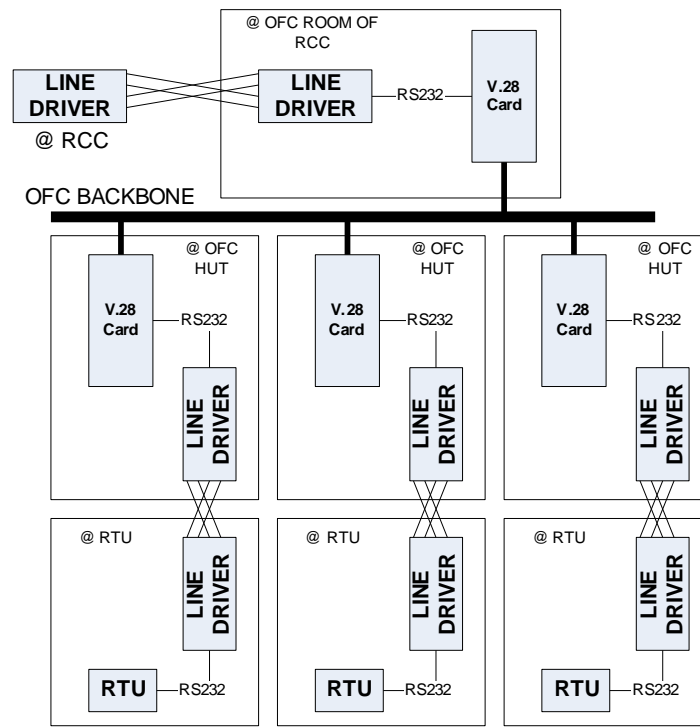 @ OFC ROOM OF
RCC
LINE
DRIVER
LINE
DRIVER
RS232
V.28
Card
@ RCC
OFC BACKBONE
@ OFC
HUT
V.28
Card
RS232
LINE
DRIVER
@ OFC
HUT
V.28
Card
RS232
LINE
DRIVER
@ OFC
HUT
V.28
Card
RS232
LINE
DRIVER
@ RTU
LINE
DRIVER
RTU
RS232
@ RTU
LINE
DRIVER
RTU
RS232
@ RTU
LINE
DRIVER
RTU
RS232